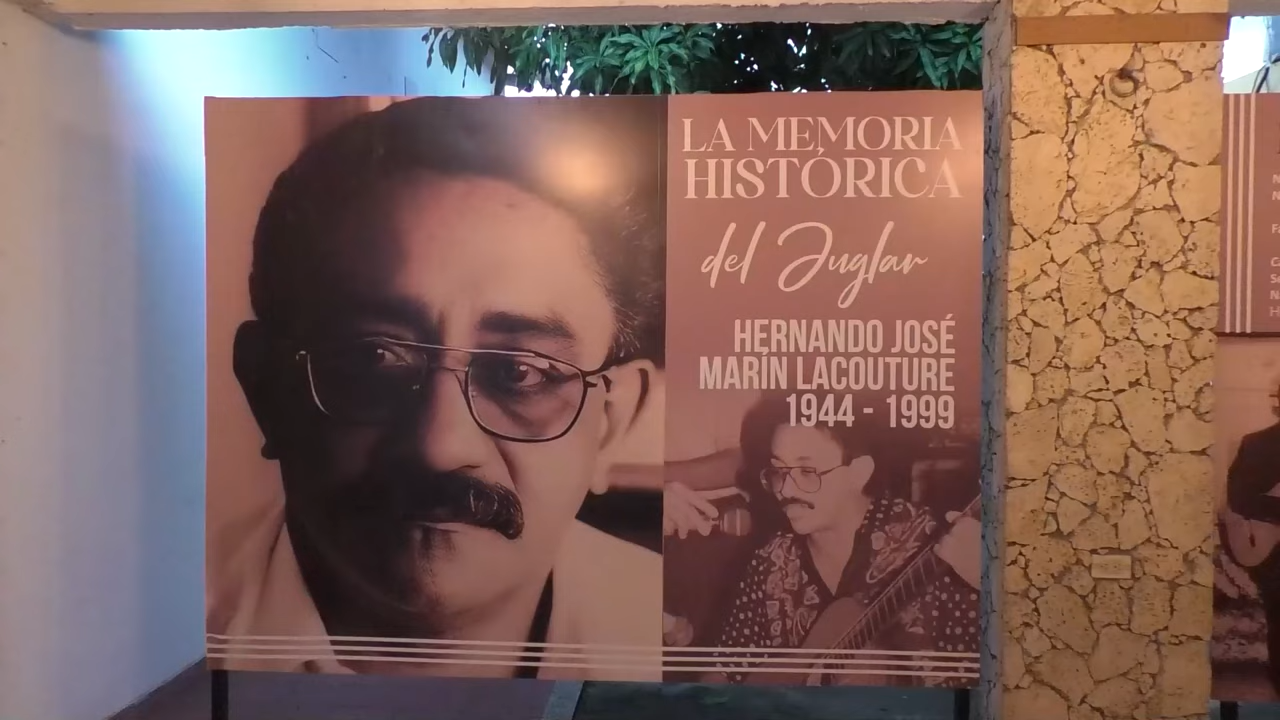 LA MEMORIA
HISTÓRICA
del Juglar
HERNANDO JOSÉ
MARÍN LACOUTURE
1944 - 1999